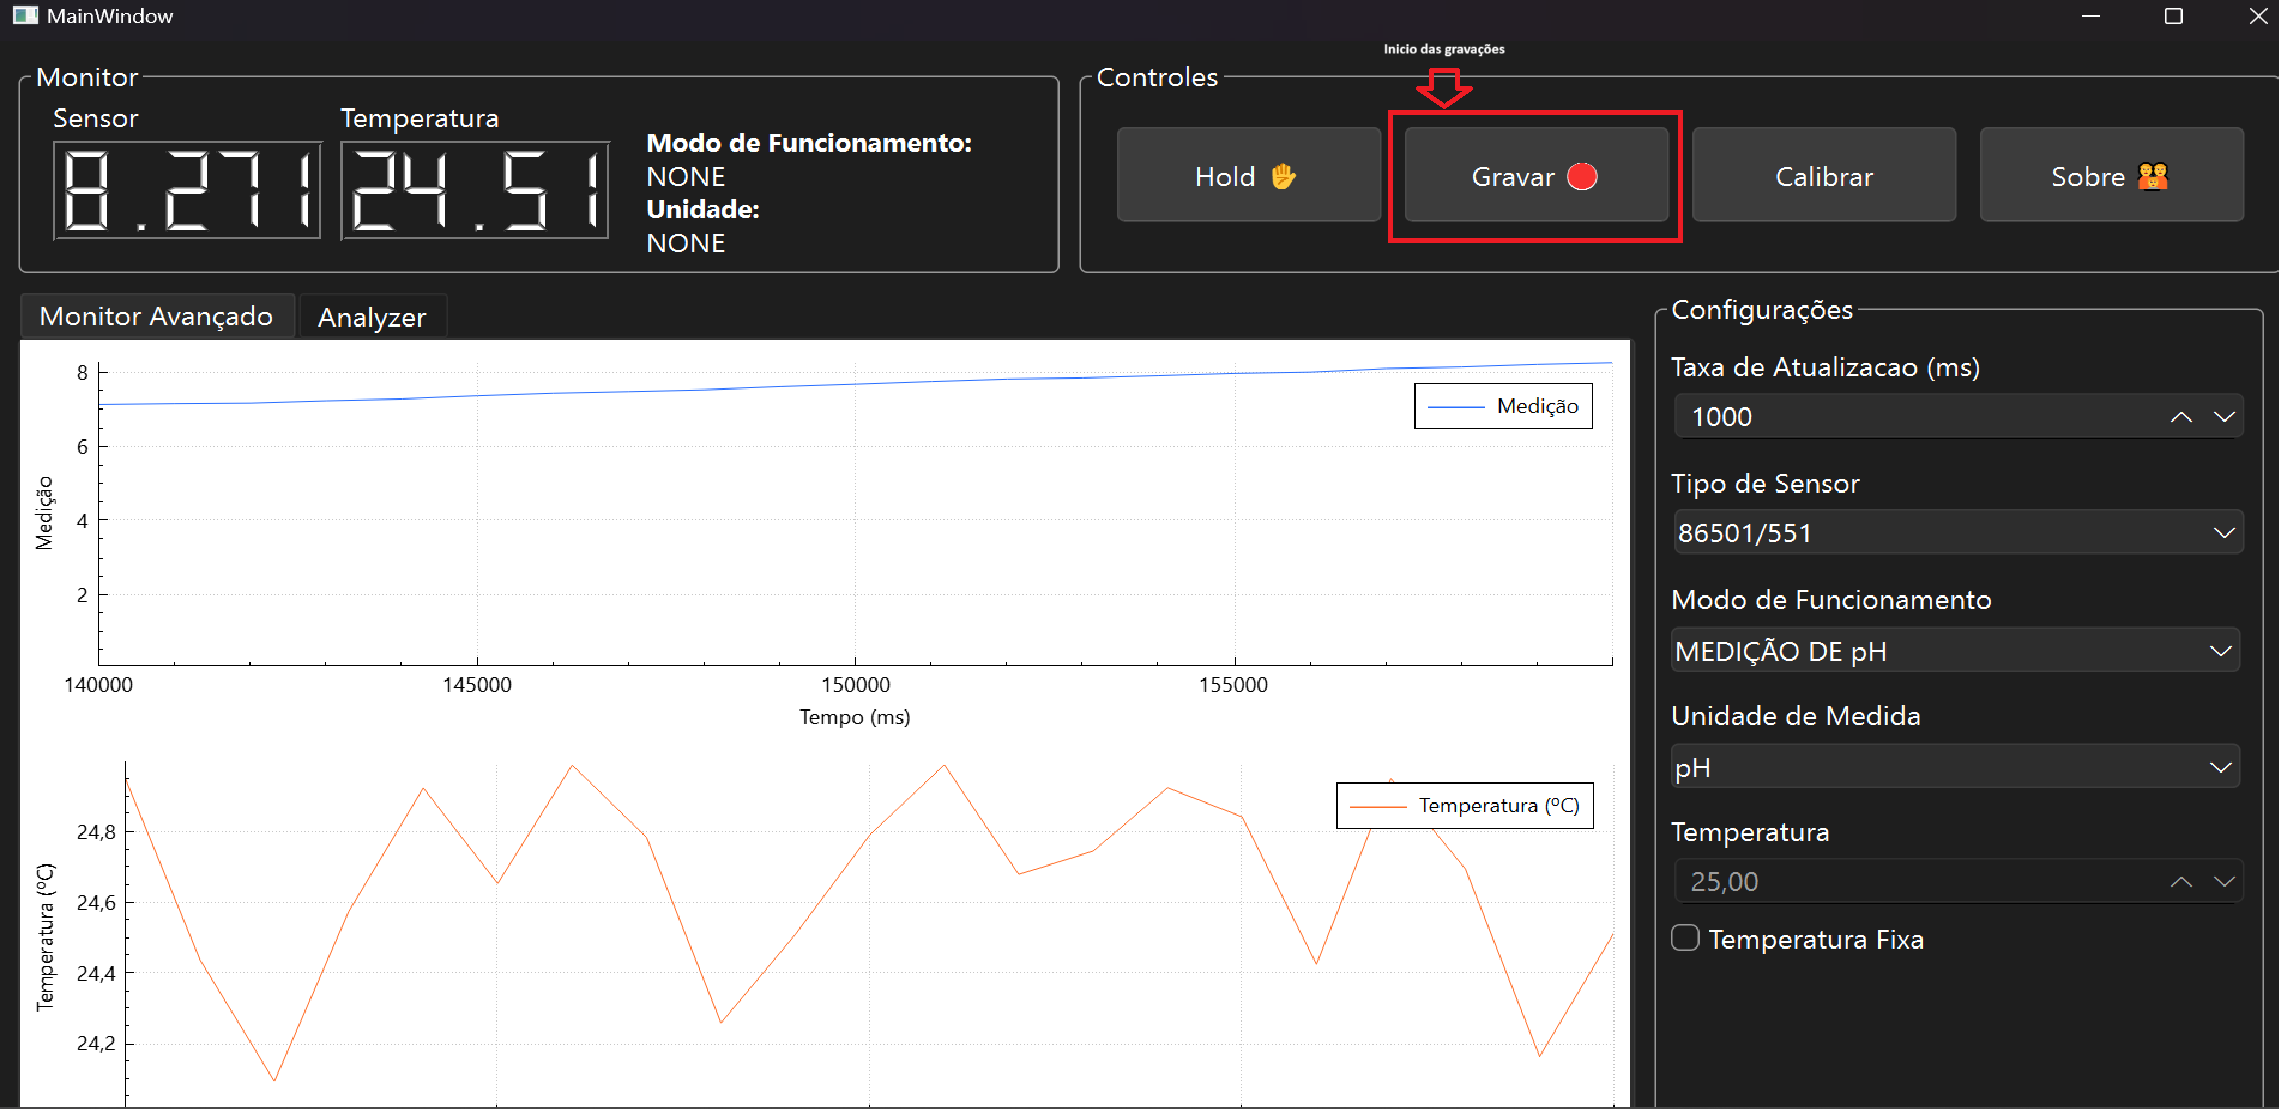 MainWindow
Inicio das gravações
Monitor
Sensor
Temperatura
8.271
24.51
Modo de Funcionamento:
NONE
Unidade:
NONE
Controles
Hold
Gravar
Calibrar
Sobre
Monitor Avançado
Analyzer
8
6
4
2
Medição
Medição
140000
145000
150000
155000
Tempo (ms)
24,8
24,6
24,4
24,2
Temperatura (ºC)
Temperatura (ºC)
Configurações
Taxa de Atualizacao (ms)
1000
Tipo de Sensor
86501/551
Modo de Funcionamento
MEDIÇÃO DE pH
Unidade de Medida
pH
Temperatura
25,00
Temperatura Fixa